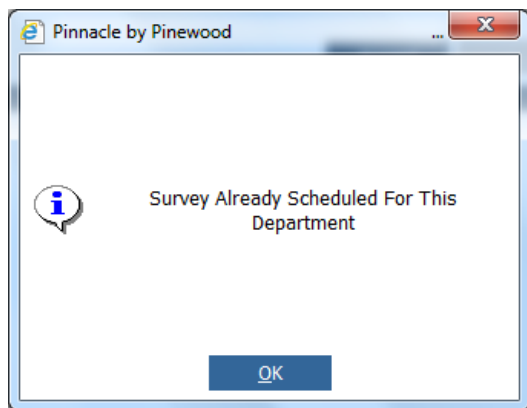 Pinnacle by Pinewood ...
Survey Already Scheduled For This
Department
OK